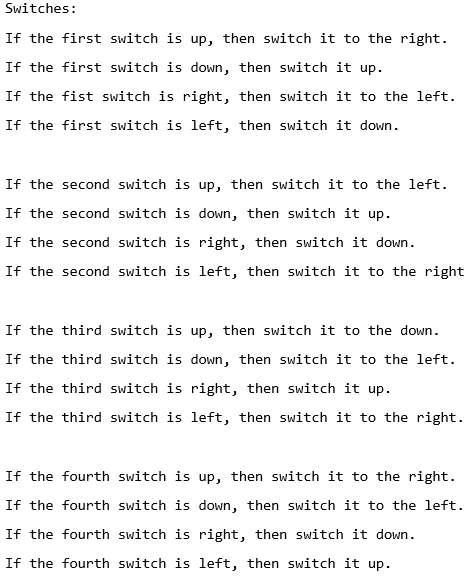 Switches:
If the first switch is up, then switch it to the right.
If the first switch is down, then switch it up.
If the fist switch is right, then switch it to the left.
If the first switch is left, then switch it down.
If the second switch is up, then switch it to the left.
If the second switch is down, then switch it up.
If the second switch is right, then switch it down.
If the second switch is left, then switch it to the right
If the third switch is up, then switch it to the down.
If the third switch is down, then switch it to the left.
If the third switch is right, then switch it up.
If the third switch is left, then switch it to the right.
If the fourth switch is up, then switch it to the right.
If the fourth switch is down, then switch it to the left.
If the fourth switch is right, then switch it down.
If the fourth switch is left, then switch it up.